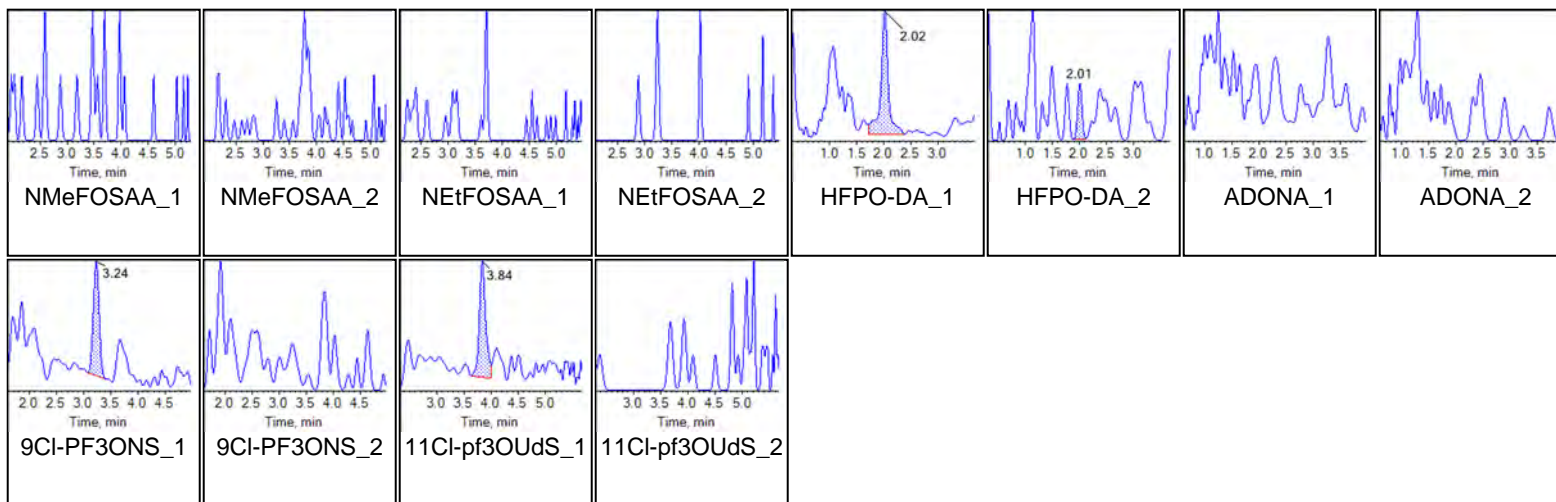 2.5 3.0 3.5 4.0 4.5 5.0
Time, min
NMeFOSAA_1
2.5 3.0 3.5 4.0 4.5 5.0
Time, min
NMeFOSAA_2
2.5 3.0 3.5 4.0 4.5 5.0
Time, min
NEtFOSAA_1
2.5 3.0 3.5 4.0 4.5 5.0
Time, min
NEtFOSAA_2
2.02
1.0 1.5 2.0 2.5 3.0
Time, min
HFPO-DA_1
2.01
1.0 1.5 2.0 2.5 3.0
Time, min
HFPO-DA_2
1.0 1.5 2.0 2.5 3.0 3.5
Time, min
ADONA_1
1.0 1.5 2.0 2.5 3.0 3.5
Time, min
ADONA_2
3.24
2.0 2.5 3.0 3.5 4.0 4.5
Time, min
9Cl-PF3ONS_1
2.0 2.5 3.0 3.5 4.0 4.5
Time, min
9Cl-PF3ONS_2
3.84
3.0 3.5 4.0 4.5 5.0
Time, min
11Cl-pf3OUdS_1
3.0 3.5 4.0 4.5 5.0
Time, min
11Cl-pf3OUdS_2